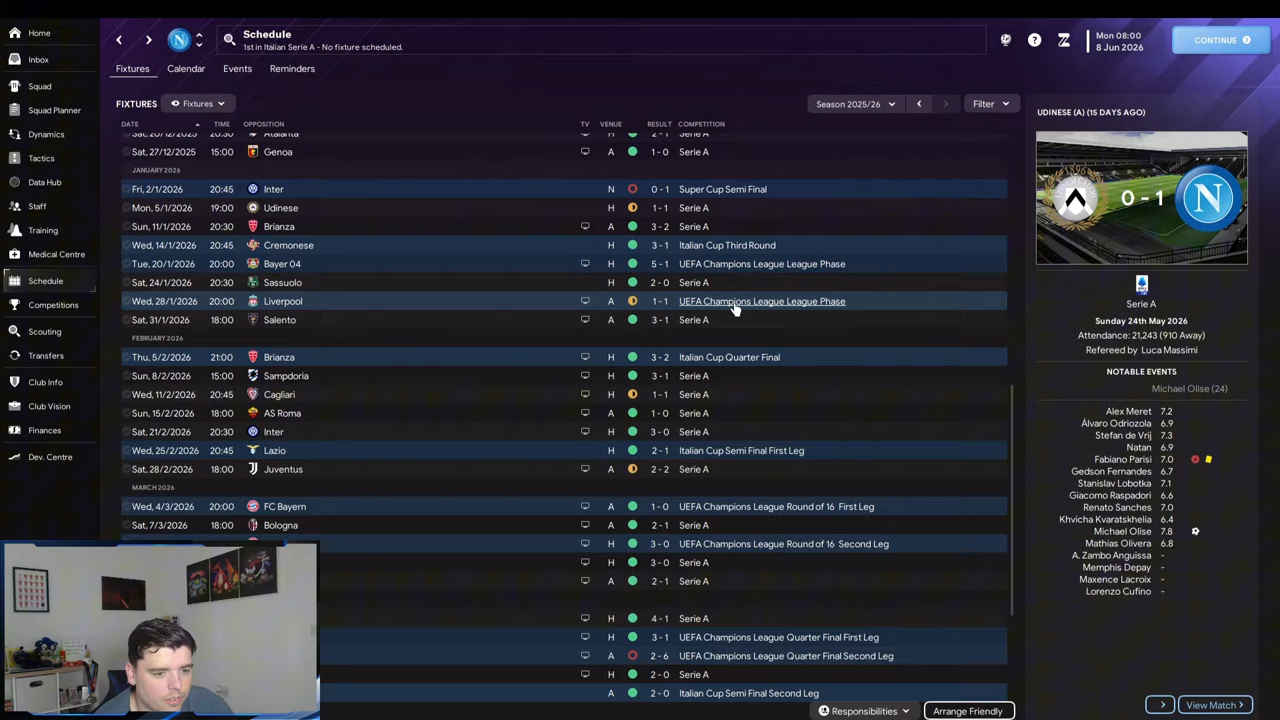 Home
Inbox
Squad
Squad Planner
Dynamics
Tactics
Data Hub
Staff
Training
Medical Centre
Schedule
Competitions
Scouting
Transfers
Club Info
Club Vision
Finances
Dev. Centre
Schedule
1st in Italian Serie A - No fixture scheduled.
Mon 08:00
8 Jun 2026
CONTINUE
Fixtures Calendar Events Reminders
FIXTURES Fixtures Season 2025/26 Filter
DATE TIME OPPOSITION TV VENUE RESULT COMPETITION
Sat, 20/12/2025 20:30 Atalanta H 2 - 1 Serie A
Sat, 27/12/2025 15:00 Genoa A 1 - 0 Serie A
JANUARY 2026
Fri, 2/1/2026 20:45 Inter N 0 - 1 Super Cup Semi Final
Mon, 5/1/2026 19:00 Udinese H 1 - 1 Serie A
Sun, 11/1/2026 20:30 Brianza A 3 - 2 Serie A
Wed, 14/1/2026 20:45 Cremonese H 3 - 1 Italian Cup Third Round
Tue, 20/1/2026 20:00 Bayer 04 H 5 - 1 UEFA Champions League League Phase
Sat, 24/1/2026 20:30 Sassuolo H 2 - 0 Serie A
Wed, 28/1/2026 20:00 Liverpool A 1 - 1 UEFA Champions League League Phase
Sat, 31/1/2026 18:00 Salento A 3 - 1 Serie A
FEBRUARY 2026
Thu, 5/2/2026 21:00 Brianza H 3 - 2 Italian Cup Quarter Final
Sun, 8/2/2026 15:00 Sampdoria H 3 - 1 Serie A
Wed, 11/2/2026 20:45 Cagliari H 1 - 1 Serie A
Sun, 15/2/2026 18:00 AS Roma A 1 - 0 Serie A
Sat, 21/2/2026 20:30 Inter H 3 - 0 Serie A
Wed, 25/2/2026 20:45 Lazio H 2 - 1 Italian Cup Semi Final First Leg
Sat, 28/2/2026 18:00 Juventus A 2 - 2 Serie A
MARCH 2026
Wed, 4/3/2026 20:00 FC Bayern A 1 - 0 UEFA Champions League Round of 16 First Leg
Sat, 7/3/2026 18:00 Bologna A 2 - 1 Serie A
H 3 - 0 UEFA Champions League Round of 16 Second Leg
H 3 - 0 Serie A
A 2 - 1 Serie A
H 4 - 1 Serie A
H 3 - 1 UEFA Champions League Quarter Final First Leg
A 2 - 6 UEFA Champions League Quarter Final Second Leg
H 2 - 0 Serie A
A 2 - 0 Italian Cup Semi Final Second Leg
Responsibilities Arrange Friendly
UDINESE (A) (15 DAYS AGO)
1896
0 - 1
N
Serie A
Sunday 24th May 2026
Attendance: 21,243 (910 Away)
Refereed by Luca Massimi
NOTABLE EVENTS
Michael Olise (24)
Alex Meret 7.2
Álvaro Odriozola 6.9
Stefan de Vrij 7.3
Natan 6.9
Fabiano Parisi 7.0
Gedson Fernandes 6.7
Stanislav Lobotka 7.1
Giacomo Raspadori 6.6
Renato Sanches 7.0
Khvicha Kvaratskhelia 6.4
Michael Olise 7.8
Mathías Olivera 6.8
A. Zambo Anguissa -
Memphis Depay -
Maxence Lacroix -
Lorenzo Cufino -
View Match